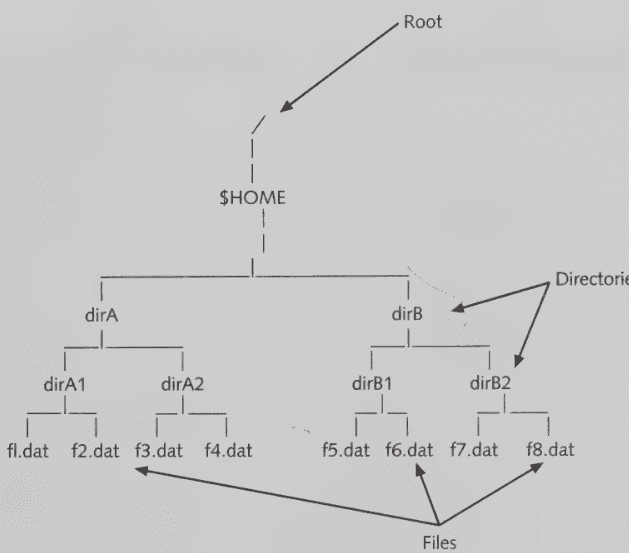 Root
$HOME
Directorie
dirA dirB
dirA1 dirA2 dirB1 dirB2
fl.dat f2.dat f3.dat f4.dat f5.dat f6.dat f7.dat f8.dat
Files